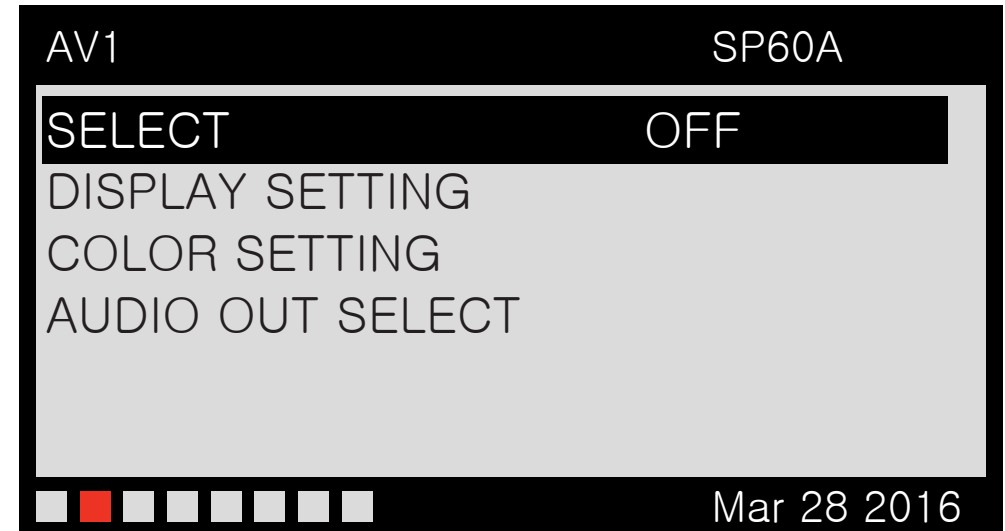 AV1 SP60A
SELECT OFF
DISPLAY SETTING
COLOR SETTING
AUDIO OUT SELECT
Mar 28 2016